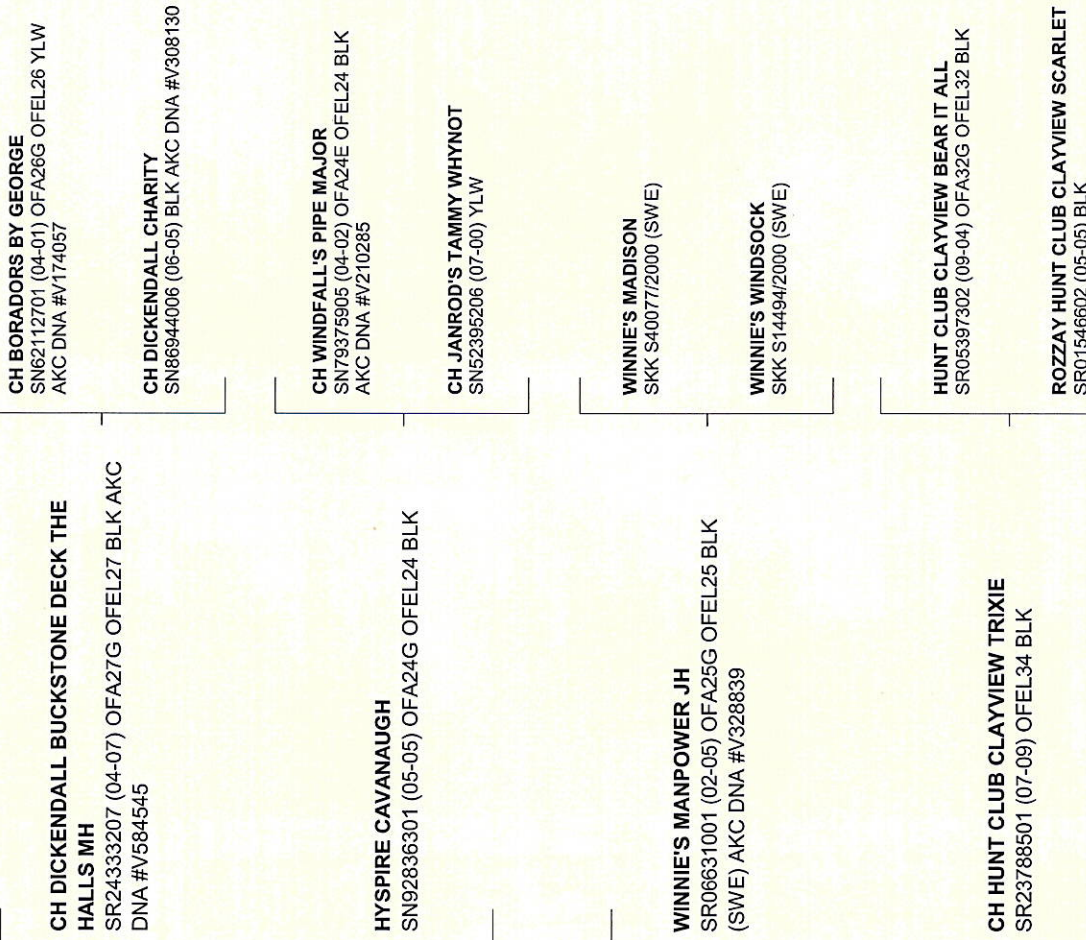 CH BORADORS BY GEORGE
SN62112701 (04-01) OFA26G OFEL26 YLW
AKC DNA #V174057
CH DICKENDALL BUCKSTONE DECK THE
HALLS MH
SR24333207 (04-07) OFA27G OFEL27 BLK AKC
DNA #V584545
CH DICKENDALL CHARITY
SN86944006 (06-05) BLK AKC DNA #V308130
CH WINDFALL'S PIPE MAJOR
SN79375905 (04-02) OFA24E OFEL24 BLK
AKC DNA #V210285
HYSPIRE CAVANAUGH
SN92836301 (05-05) OFA24G OFEL24 BLK
CH JANROD'S TAMMY WHYNOT
SN52395206 (07-00) YLW
WINNIE'S MADISON
SKK S40077/2000 (SWE)
WINNIE'S MANPOWER JH
SR06631001 (02-05) OFA25G OFEL25 BLK
(SWE) AKC DNA #V328839
WINNIE'S WINDSOCK
SKK S14494/2000 (SWE)
HUNT CLUB CLAYVIEW BEAR IT ALL
SR05397302 (09-04) OFA32G OFEL32 BLK
CH HUNT CLUB CLAYVIEW TRIXIE
SR23788501 (07-09) OFEL34 BLK
ROZZAY HUNT CLUB CLAYVIEW SCARLET
SR01546602 (05-05) BLK